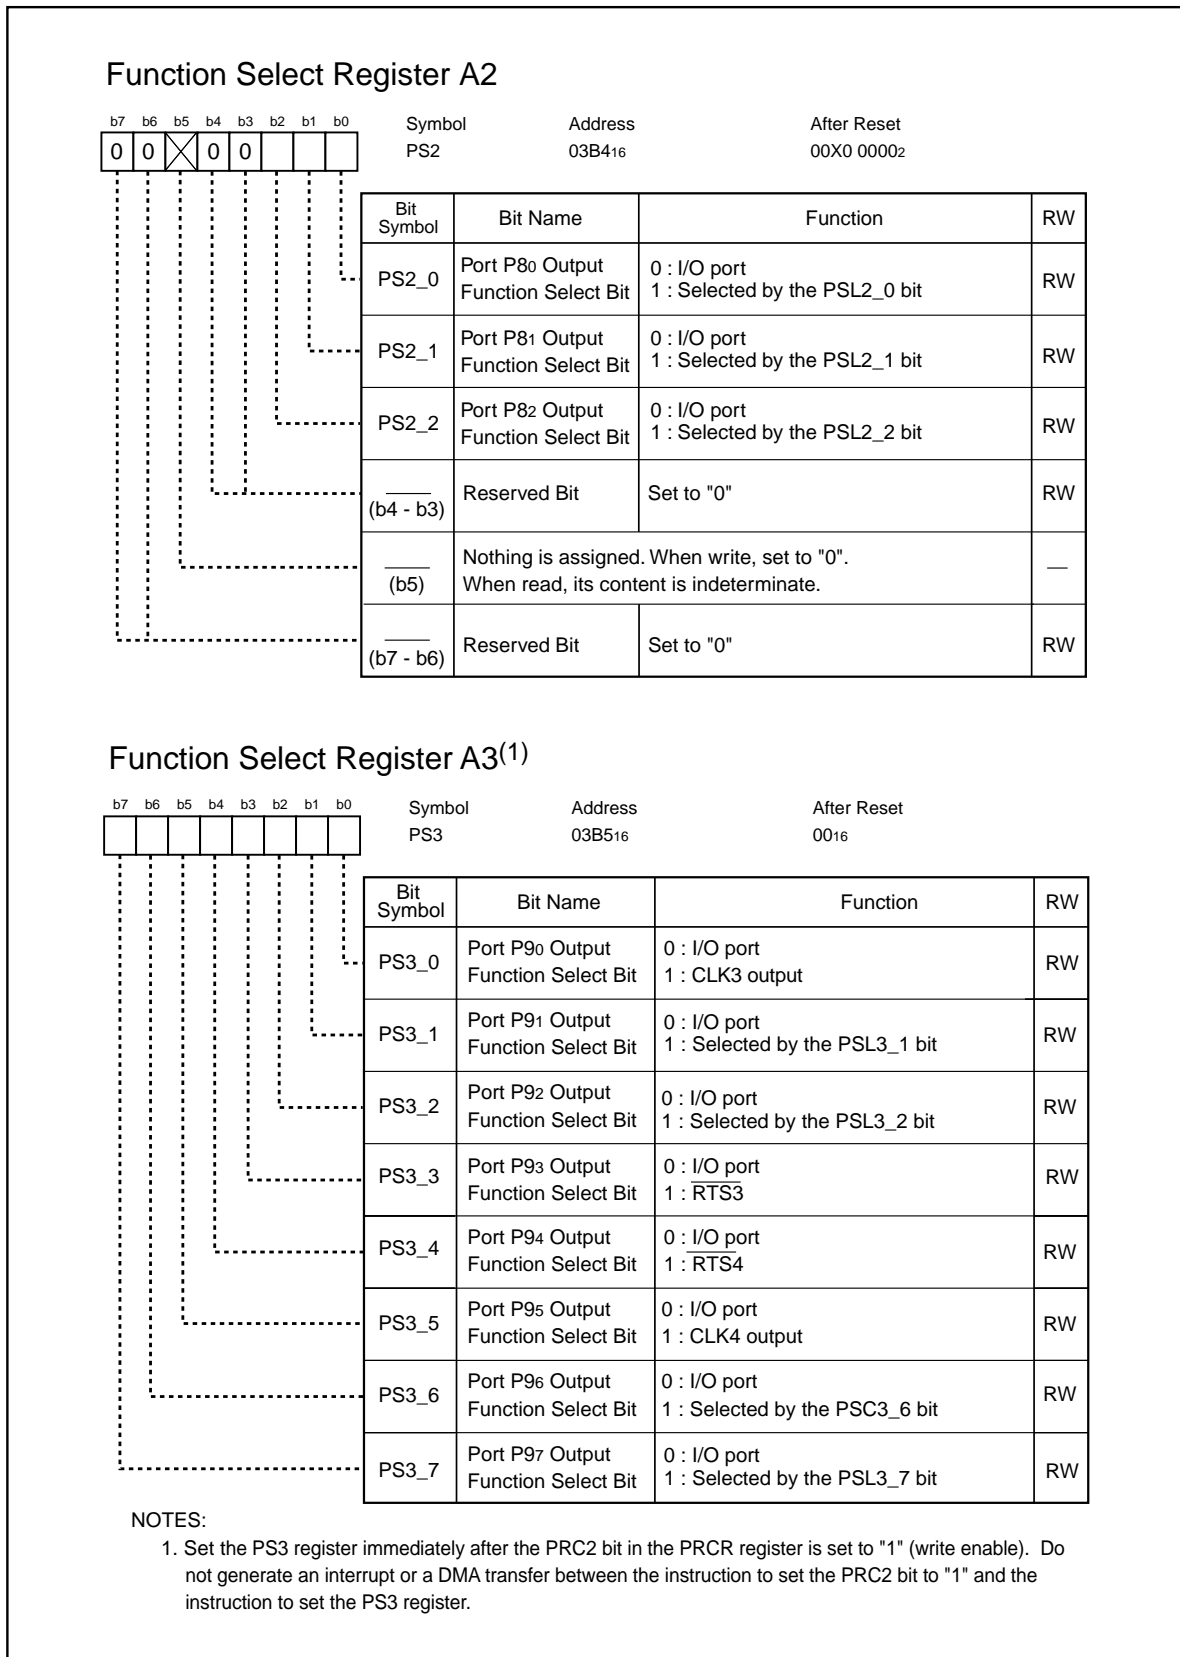 Function Select Register A2
b7 b6 b5 b4 b3 b2 b1 b0
0 0 0 0
Symbol Address After Reset
PS2 03B416 00X0 00002
Bit Symbol Bit Name Function RW
PS2_0 Port P80 Output Function Select Bit 0 : I/O port 1 : Selected by the PSL2_0 bit RW
PS2_1 Port P81 Output Function Select Bit 0 : I/O port 1 : Selected by the PSL2_1 bit RW
PS2_2 Port P82 Output Function Select Bit 0 : I/O port 1 : Selected by the PSL2_2 bit RW
(b4 - b3) Reserved Bit Set to "0" RW
(b5) Nothing is assigned. When write, set to "0". When read, its content is indeterminate. —
(b7 - b6) Reserved Bit Set to "0" RW
Function Select Register A3(1)
b7 b6 b5 b4 b3 b2 b1 b0
Symbol Address After Reset
PS3 03B516 0016
Bit Symbol Bit Name Function RW
PS3_0 Port P90 Output Function Select Bit 0 : I/O port 1 : CLK3 output RW
PS3_1 Port P91 Output Function Select Bit 0 : I/O port 1 : Selected by the PSL3_1 bit RW
PS3_2 Port P92 Output Function Select Bit 0 : I/O port 1 : Selected by the PSL3_2 bit RW
PS3_3 Port P93 Output Function Select Bit 0 : I/O port 1 : RTS3 RW
PS3_4 Port P94 Output Function Select Bit 0 : I/O port 1 : RTS4 RW
PS3_5 Port P95 Output Function Select Bit 0 : I/O port 1 : CLK4 output RW
PS3_6 Port P96 Output Function Select Bit 0 : I/O port 1 : Selected by the PSC3_6 bit RW
PS3_7 Port P97 Output Function Select Bit 0 : I/O port 1 : Selected by the PSL3_7 bit RW
NOTES:
1. Set the PS3 register immediately after the PRC2 bit in the PRCR register is set to "1" (write enable). Do
not generate an interrupt or a DMA transfer between the instruction to set the PRC2 bit to "1" and the
instruction to set the PS3 register.